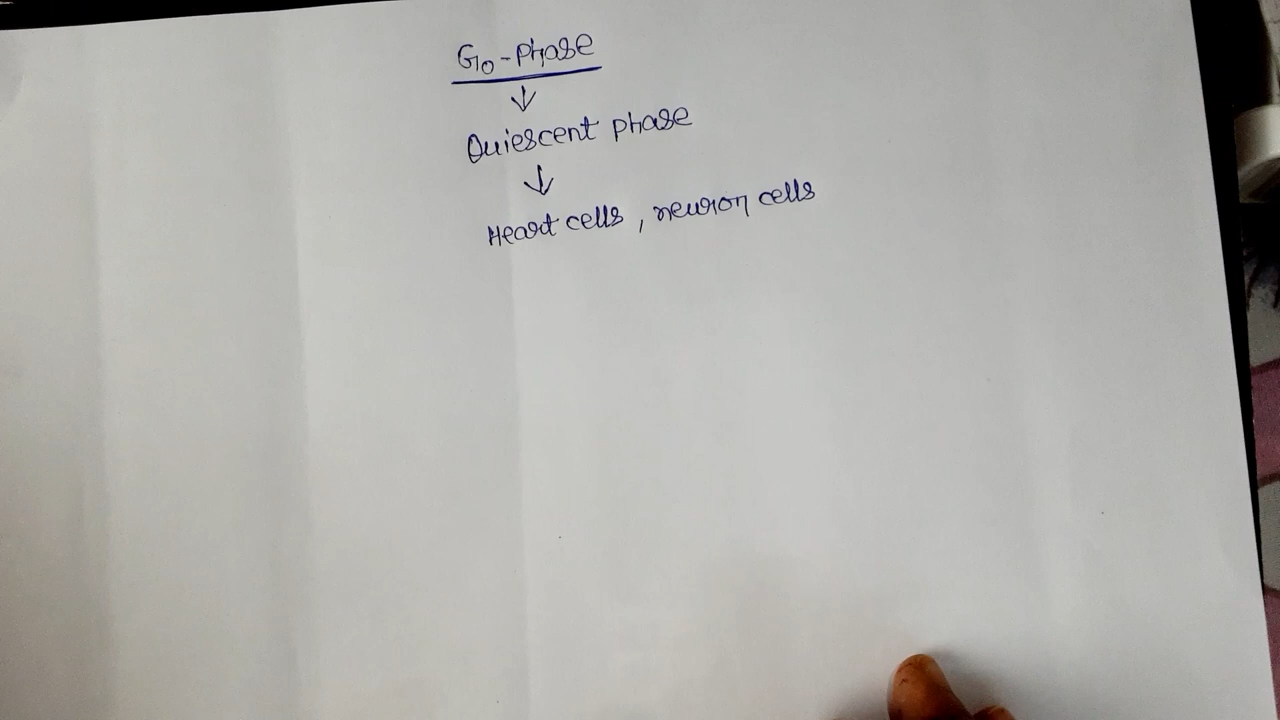 G0-Phase
↓
Quiescent phase
↓
Heart cells, neuron cells